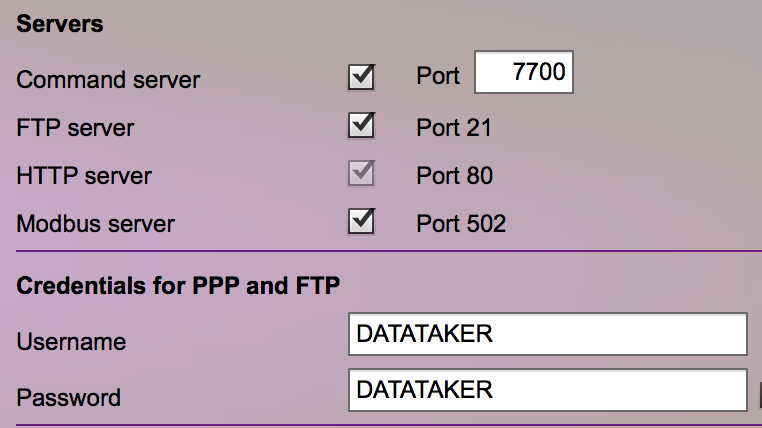 Servers
Command server Port 7700
FTP server Port 21
HTTP server Port 80
Modbus server Port 502
Credentials for PPP and FTP
Username DATATAKER
Password DATATAKER